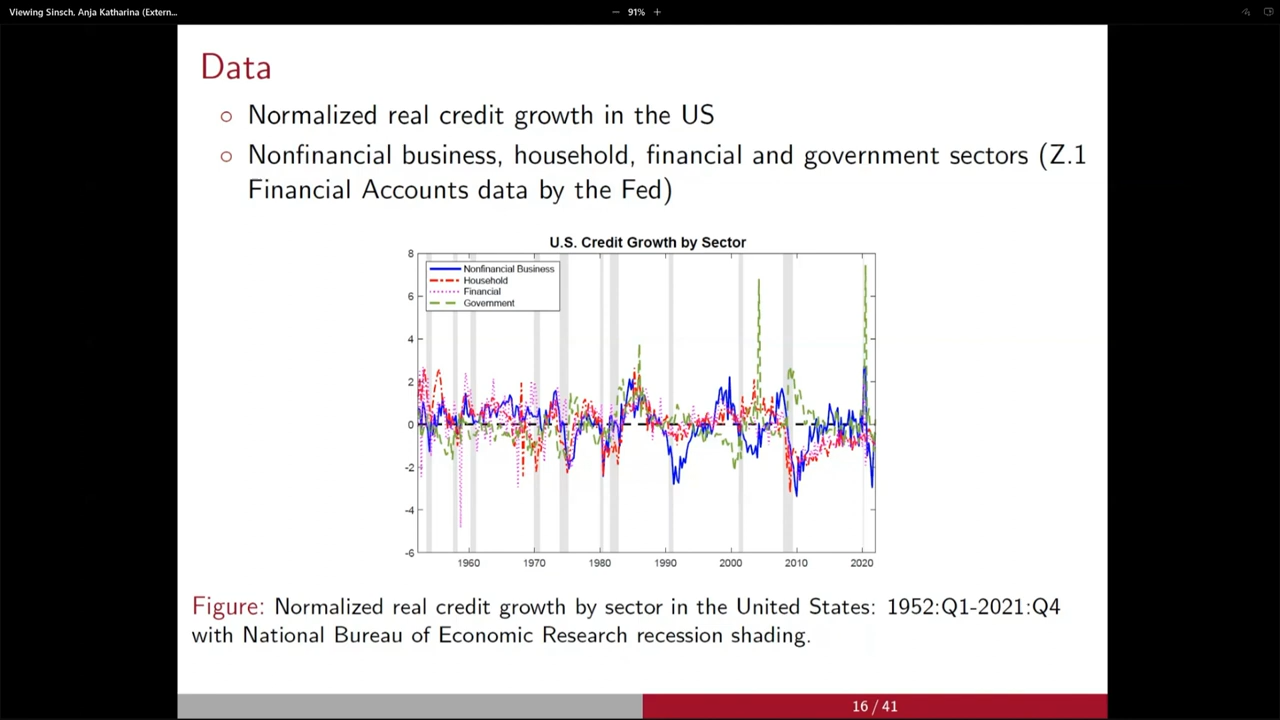 Viewing Sinsch, Anja Katharina (Extern...
− 91% +
Data
Normalized real credit growth in the US
Nonfinancial business, household, financial and government sectors (Z.1
Financial Accounts data by the Fed)
U.S. Credit Growth by Sector
Nonfinancial Business
Household
Financial
Government
8
6
4
2
0
-2
-4
-6
1960 1970 1980 1990 2000 2010 2020
Figure: Normalized real credit growth by sector in the United States: 1952:Q1-2021:Q4
with National Bureau of Economic Research recession shading.
16 / 41